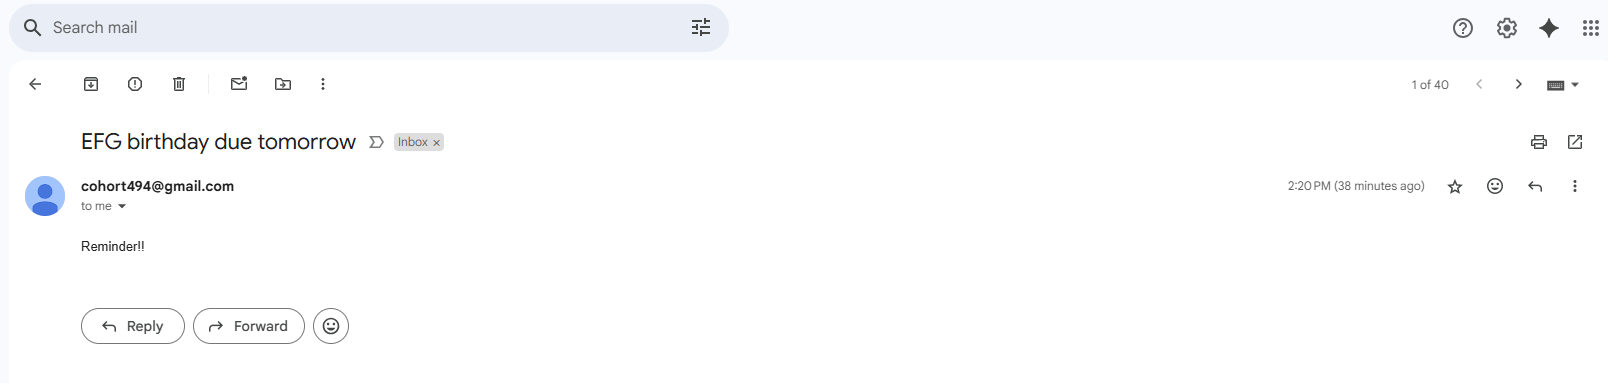 Search mail
1 of 40
EFG birthday due tomorrow Inbox ×
cohort494@gmail.com 2:20 PM (38 minutes ago)
to me
Reminder!!
Reply Forward